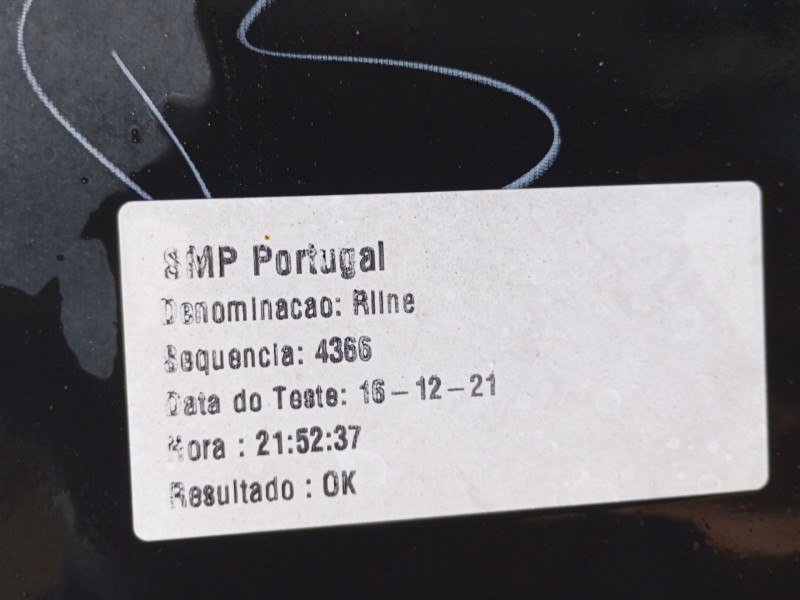 SMP Portugal
Denominacao: Rline
Sequencia: 4366
Data do Teste: 16-12-21
Hora : 21:52:37
Resultado : OK